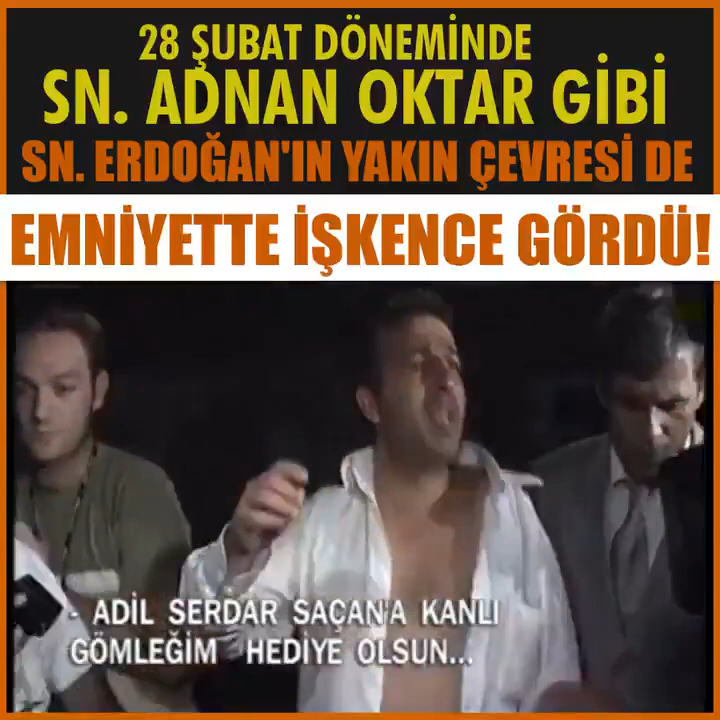 28 ŞUBAT DÖNEMİNDE
SN. ADNAN OKTAR GİBİ
SN. ERDOĞAN'IN YAKIN ÇEVRESİ DE
EMNİYETTE İŞKENCE GÖRDÜ!
- ADİL SERDAR SAÇAN'A KANLI
GÖMLEĞİM HEDİYE OLSUN...